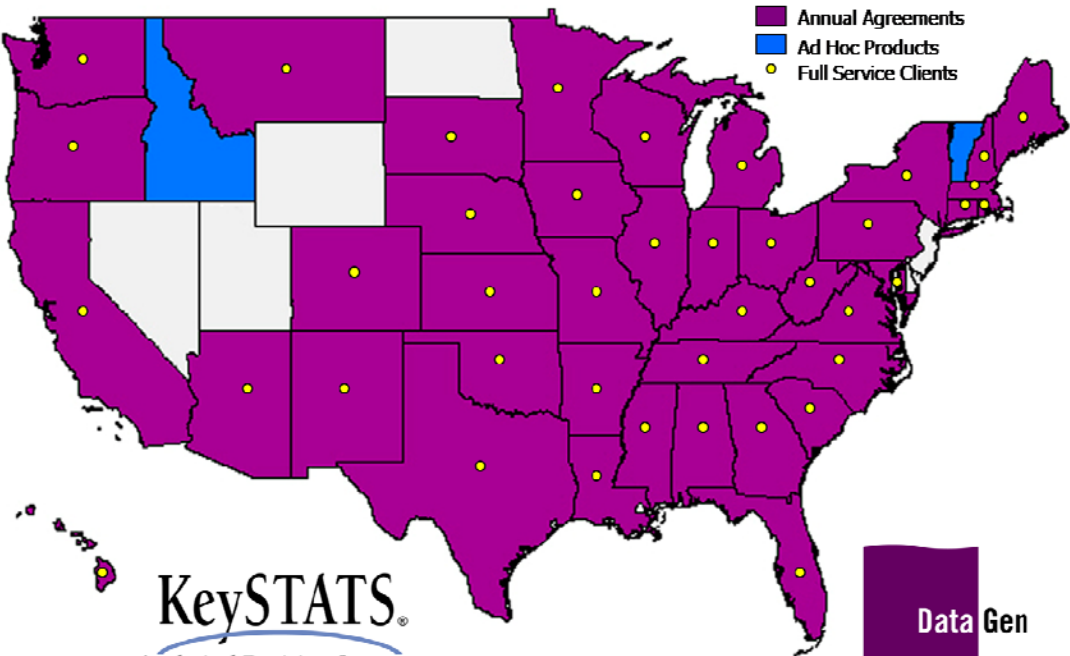 Annual Agreements
Ad Hoc Products
Full Service Clients
KeySTATS®
Data Gen